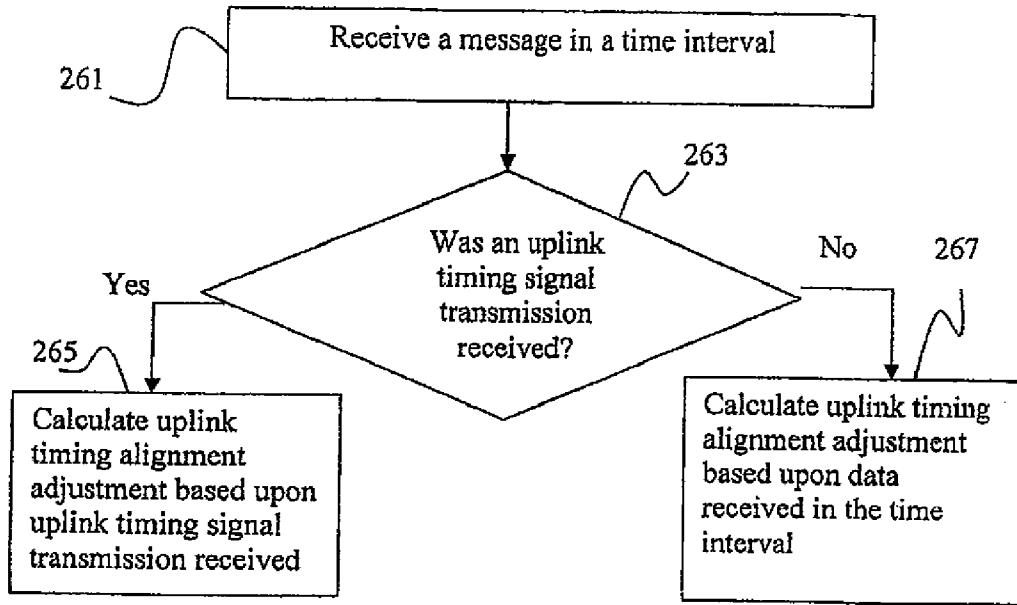 Receive a message in a time interval
261
263
Was an uplink
timing signal
transmission
received?
Yes
No
267
265
Calculate uplink
timing alignment
adjustment based upon
uplink timing signal
transmission received
Calculate uplink timing
alignment adjustment
based upon data
received in the time
interval